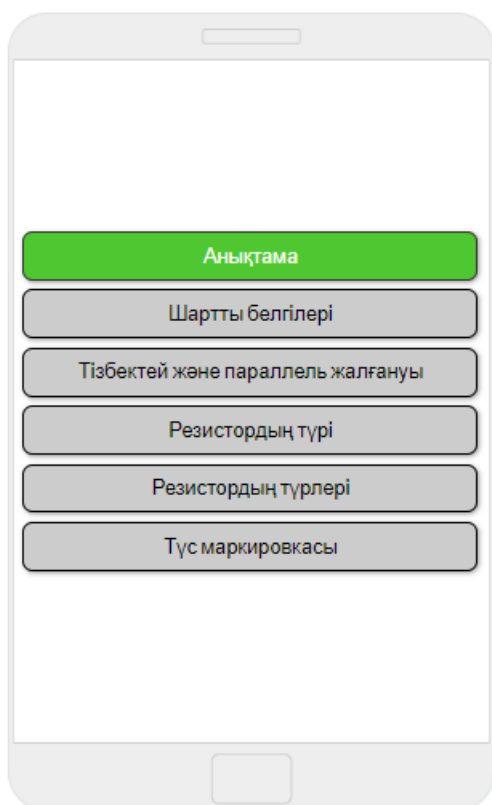 Анықтама
Шартты белгілері
Тізбектей және параллель жалғануы
Резистордың түрі
Резистордың түрлері
Түс маркировкасы